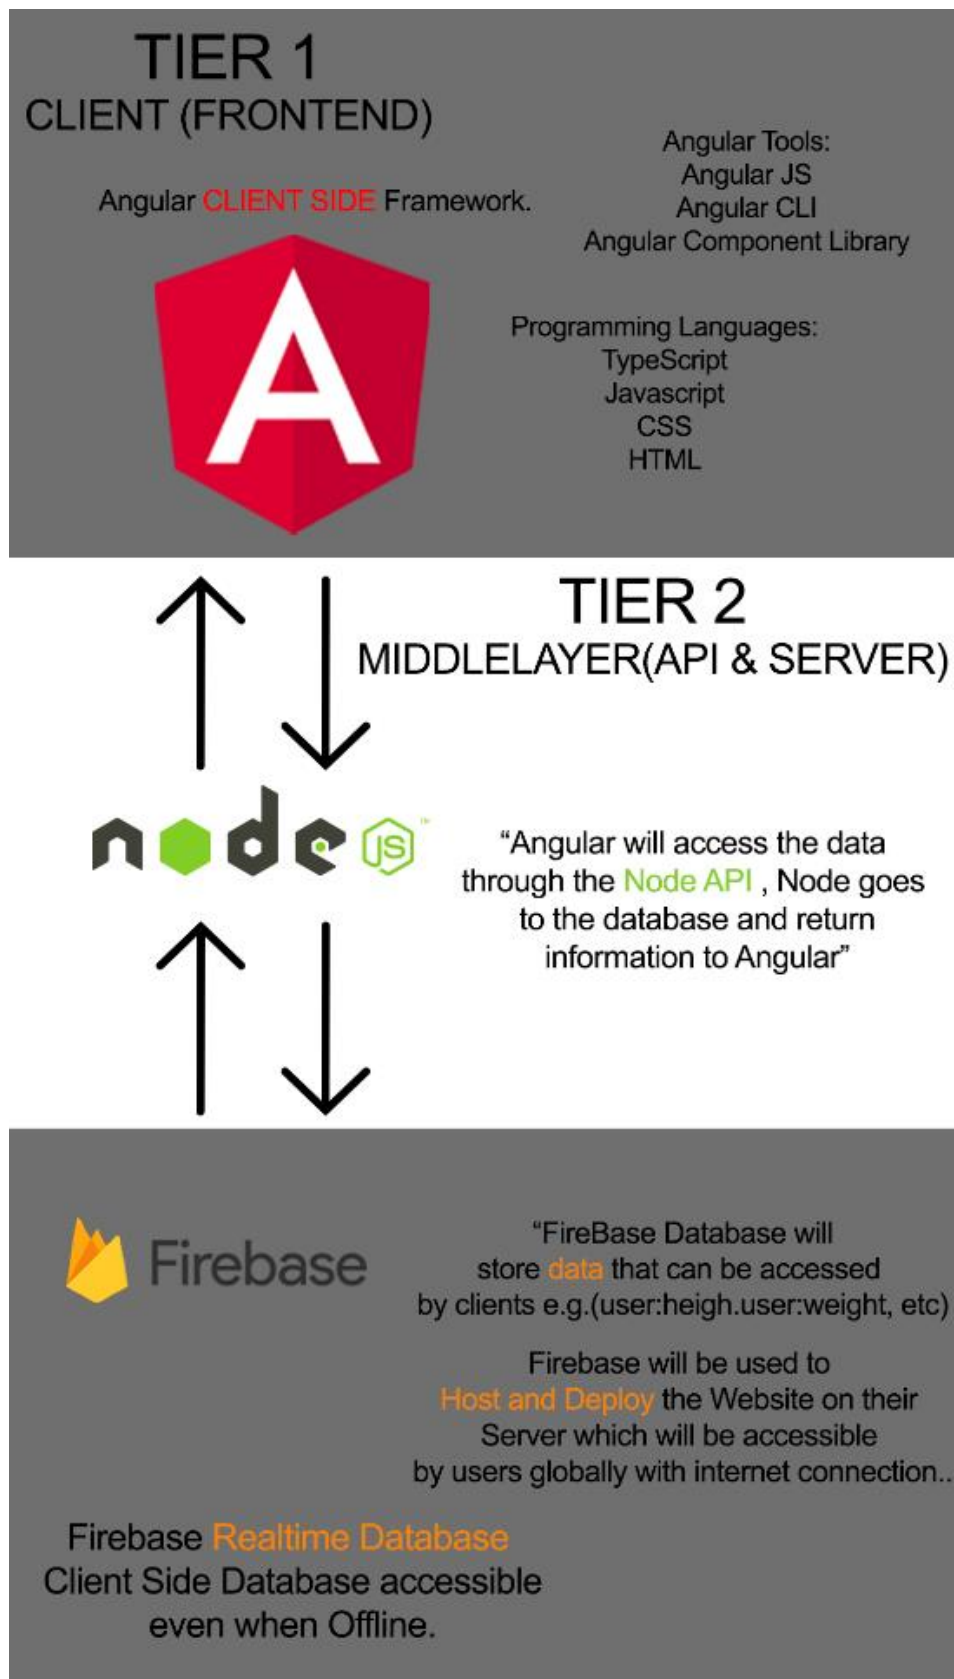 TIER 1
CLIENT (FRONTEND)
Angular CLIENT SIDE Framework.
A
Angular Tools:
Angular JS
Angular CLI
Angular Component Library
Programming Languages:
TypeScript
Javascript
CSS
HTML
TIER 2
MIDDLELAYER(API & SERVER)
node JS ™
“Angular will access the data
through the Node API , Node goes
to the database and return
information to Angular”
Firebase
“FireBase Database will
store data that can be accessed
by clients e.g.(user:heigh.user:weight, etc)
Firebase will be used to
Host and Deploy the Website on their
Server which will be accessible
by users globally with internet connection..
Firebase Realtime Database
Client Side Database accessible
even when Offline.